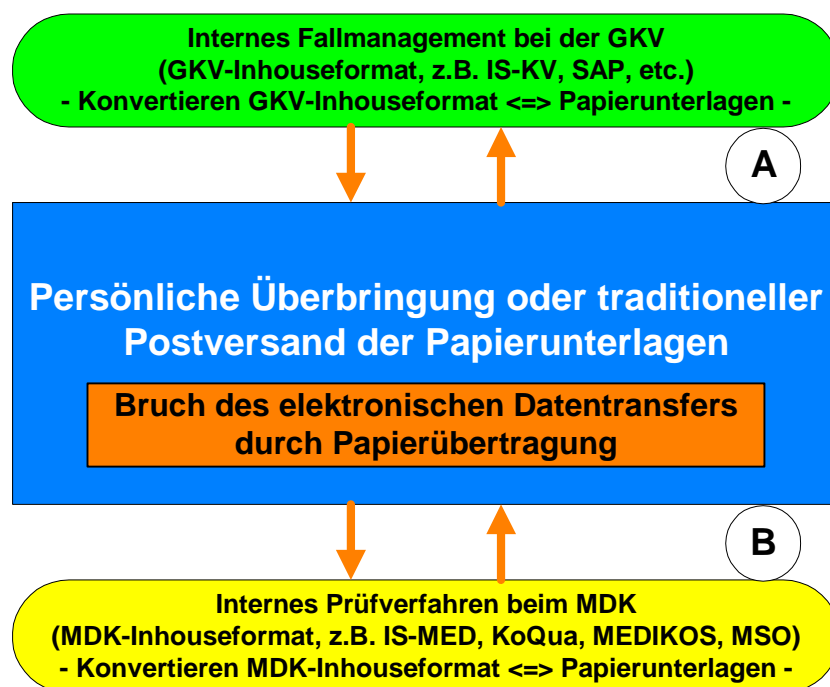 Internes Fallmanagement bei der GKV
(GKV-Inhouseformat, z.B. IS-KV, SAP, etc.)
- Konvertieren GKV-Inhouseformat <=> Papierunterlagen -
A
Persönliche Überbringung oder traditioneller
Postversand der Papierunterlagen
Bruch des elektronischen Datentransfers
durch Papierübertragung
B
Internes Prüfverfahren beim MDK
(MDK-Inhouseformat, z.B. IS-MED, KoQua, MEDIKOS, MSO)
- Konvertieren MDK-Inhouseformat <=> Papierunterlagen -